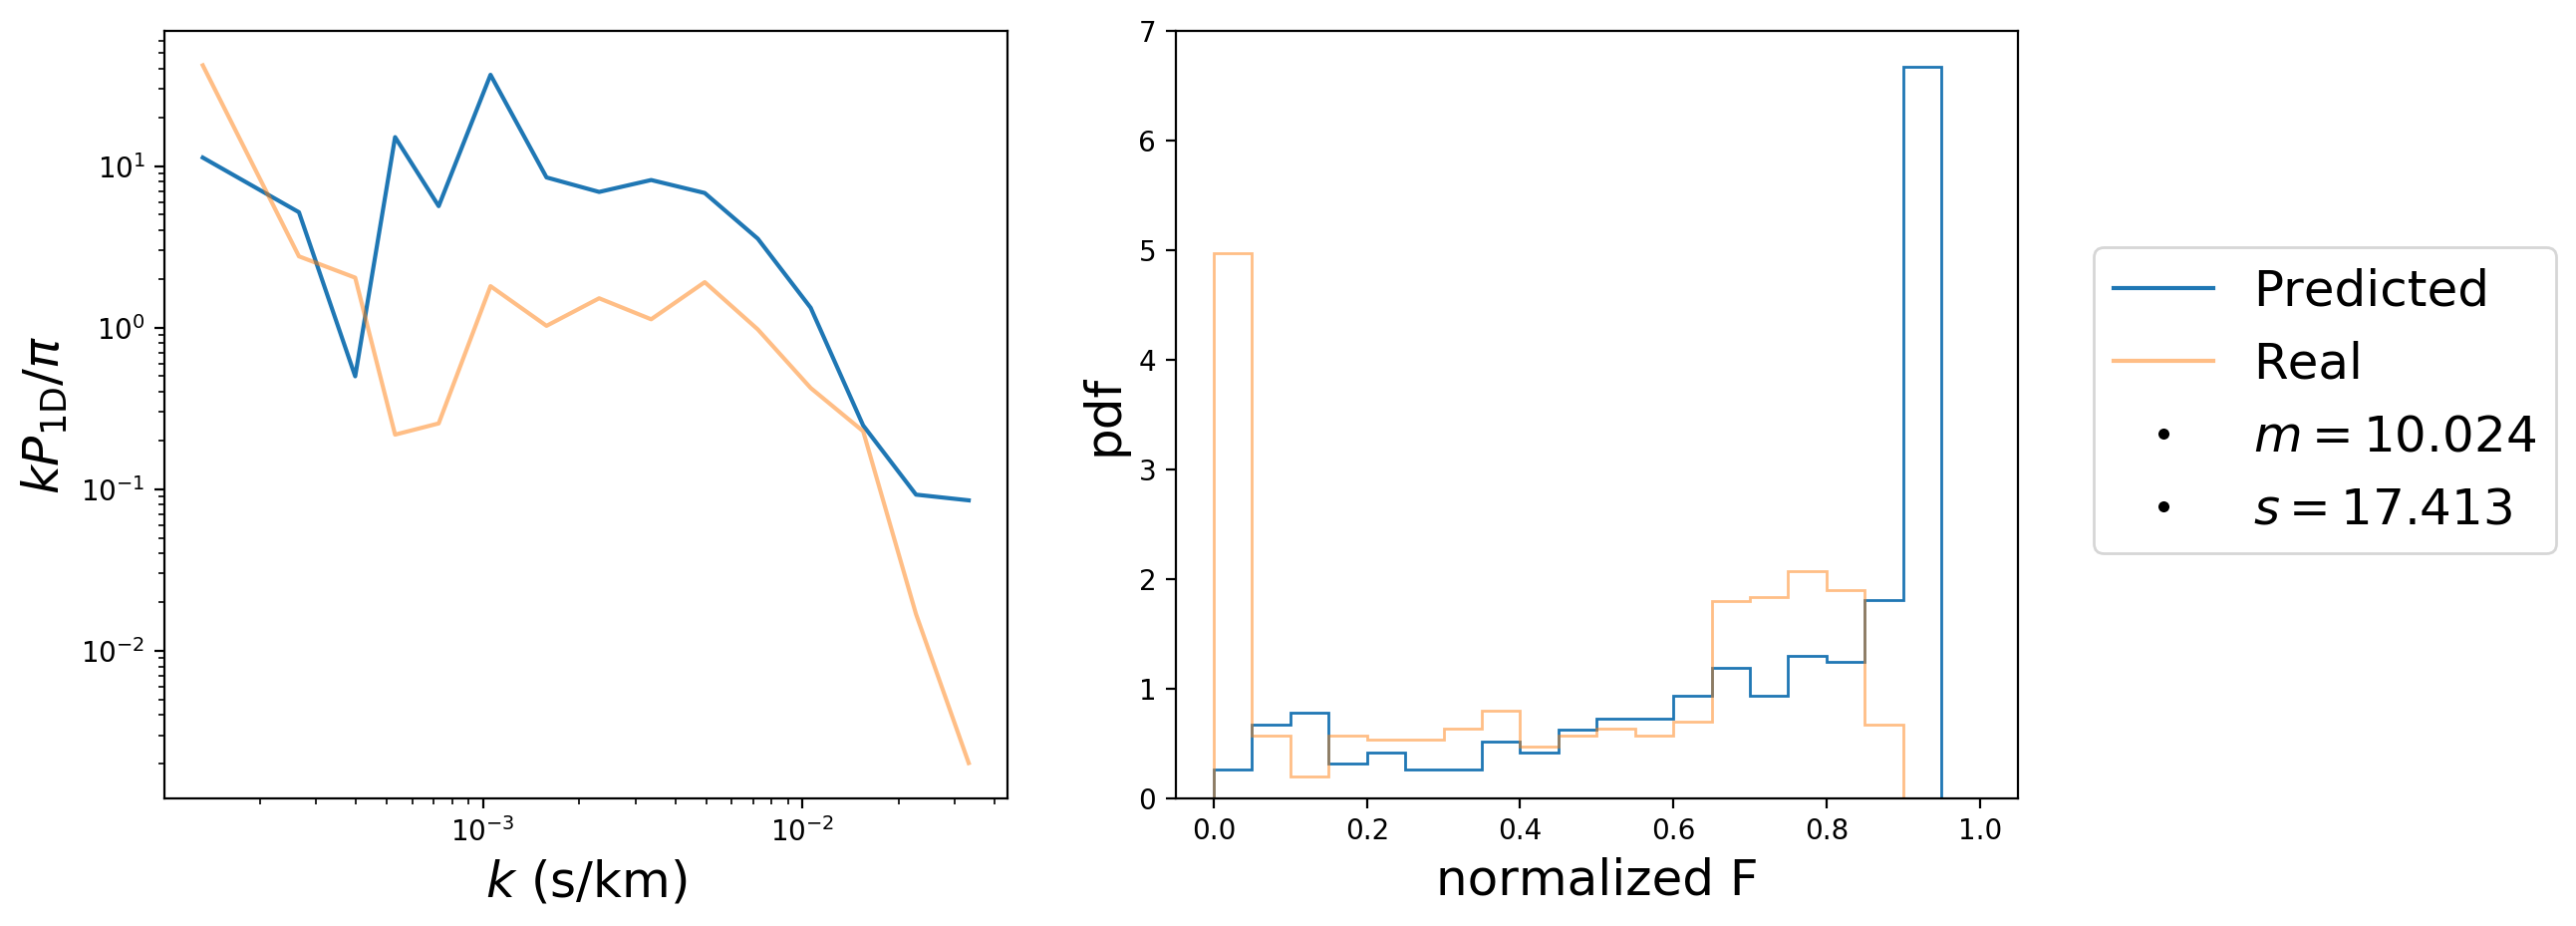 10¹
10⁰
10⁻¹
10⁻²
kP₁D/π
10⁻³ 10⁻²
k (s/km)
7
6
5
4
3
2
1
0
pdf
0.0 0.2 0.4 0.6 0.8 1.0
normalized F
Predicted
Real
m = 10.024
s = 17.413